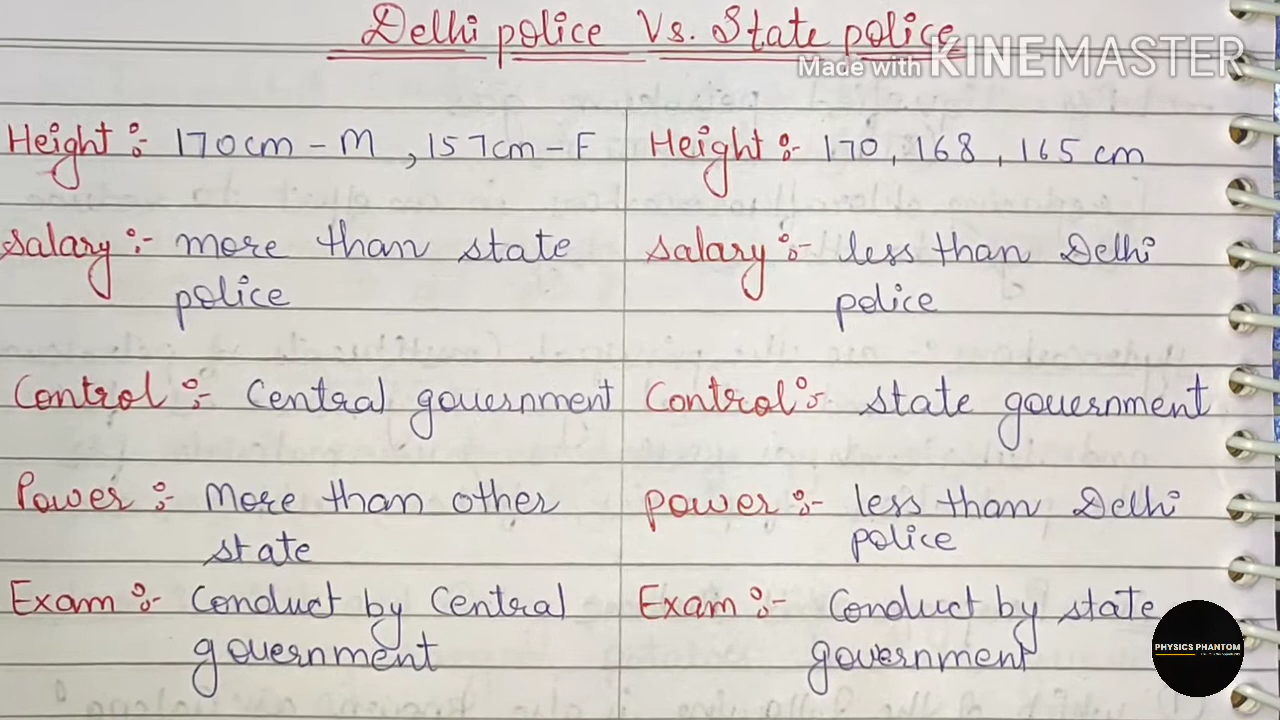 Delhi police Vs. State police
Made with KINEMASTER
Height :- 170cm - M , 157cm - F
Salary :- more than state
police
Control :- Central government
Power :- More than other
state
Exam :- Conduct by Central
government
Height :- 170 , 168 , 165 cm
Salary :- less than Delhi
police
Control :- state government
Power :- less than Delhi
police
Exam :- Conduct by state
government
PHYSICS PHANTOM